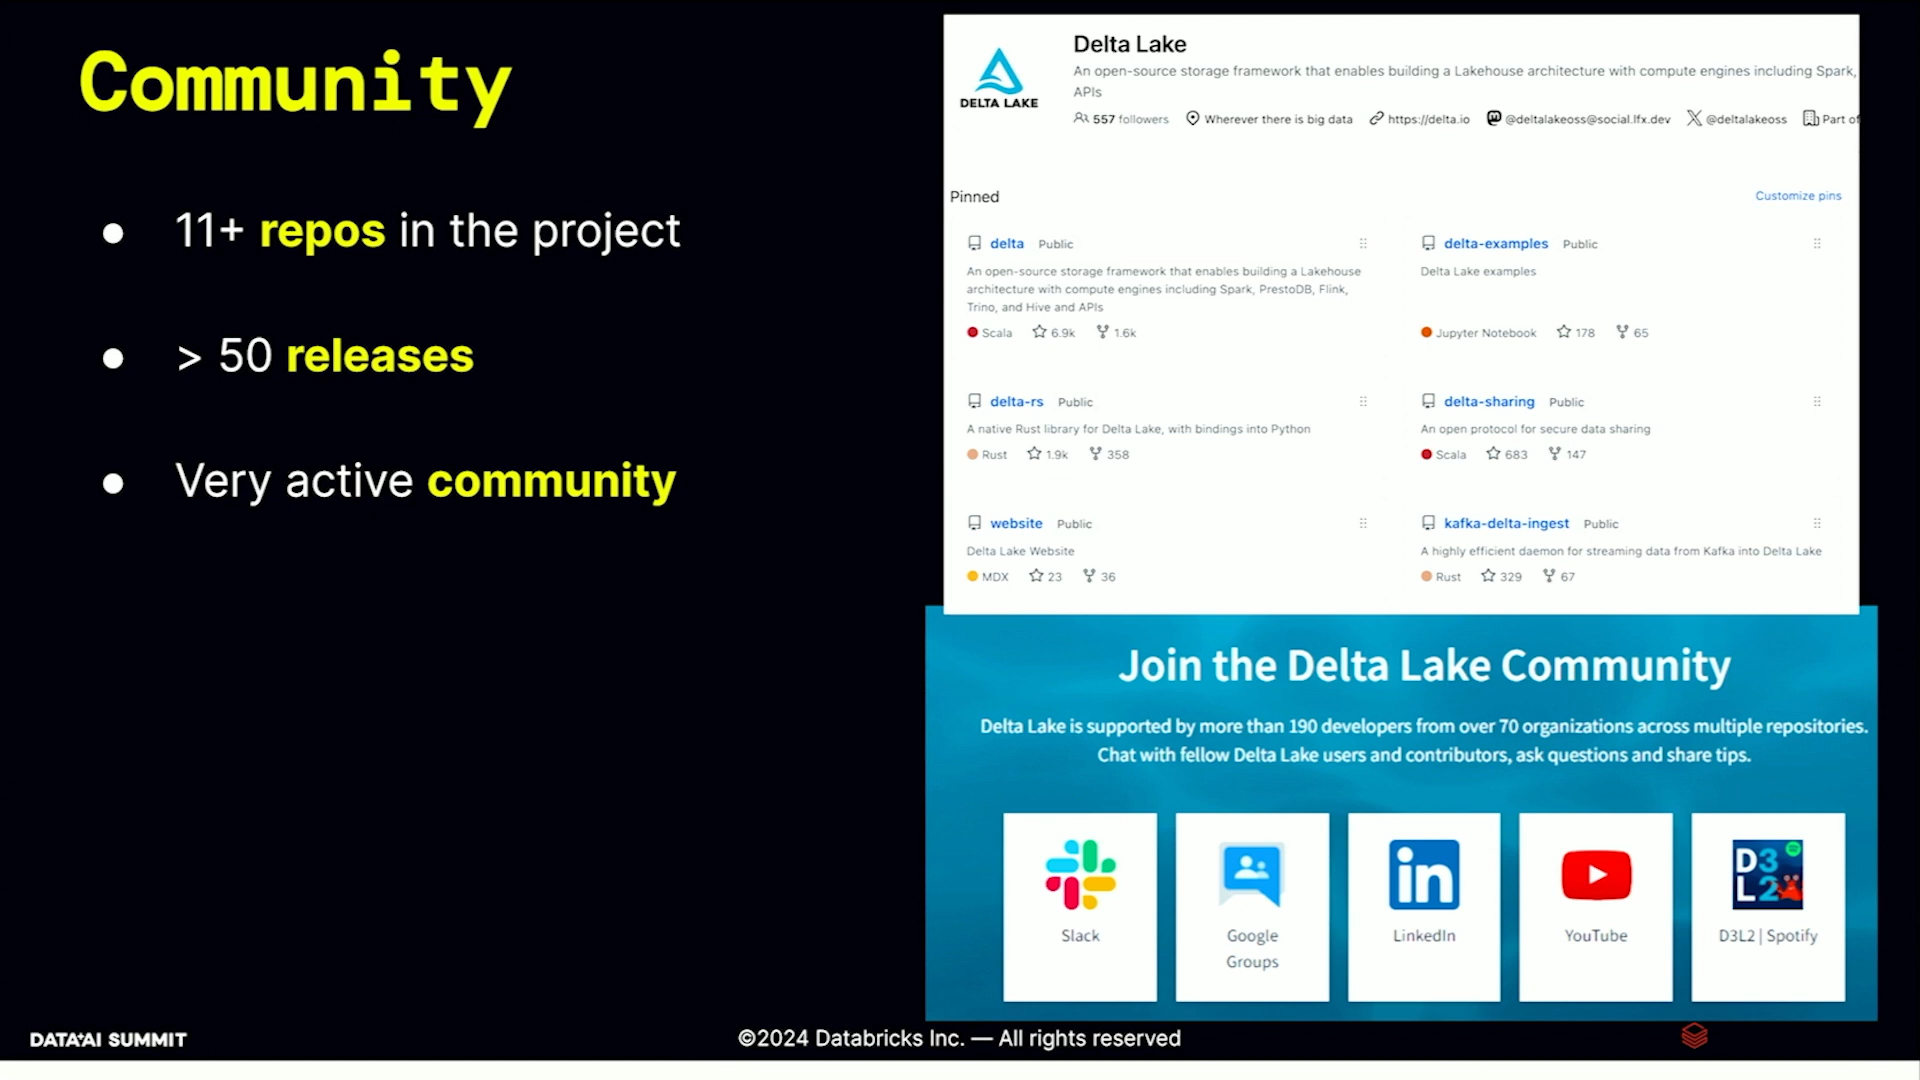 Community
11+ repos in the project
> 50 releases
Very active community
DELTA LAKE
Delta Lake
An open-source storage framework that enables building a Lakehouse architecture with compute engines including Spark,
APIs
557 followers Wherever there is big data https://delta.io @deltalakeoss@social.lfx.dev @deltalakeoss Part of
Pinned
Customize pins
delta Public
An open-source storage framework that enables building a Lakehouse
architecture with compute engines including Spark, PrestoDB, Flink,
Trino, and Hive and APIs
Scala 6.9k 1.6k
delta-examples Public
Delta Lake examples
Jupyter Notebook 178 65
delta-rs Public
A native Rust library for Delta Lake, with bindings into Python
Rust 1.9k 358
delta-sharing Public
An open protocol for secure data sharing
Scala 683 147
website Public
Delta Lake Website
MDX 23 36
kafka-delta-ingest Public
A highly efficient daemon for streaming data from Kafka into Delta Lake
Rust 329 67
Join the Delta Lake Community
Delta Lake is supported by more than 190 developers from over 70 organizations across multiple repositories.
Chat with fellow Delta Lake users and contributors, ask questions and share tips.
Slack
Google
Groups
in
LinkedIn
YouTube
D3
L2
D3L2 | Spotify
DATA+AI SUMMIT
©2024 Databricks Inc. — All rights reserved